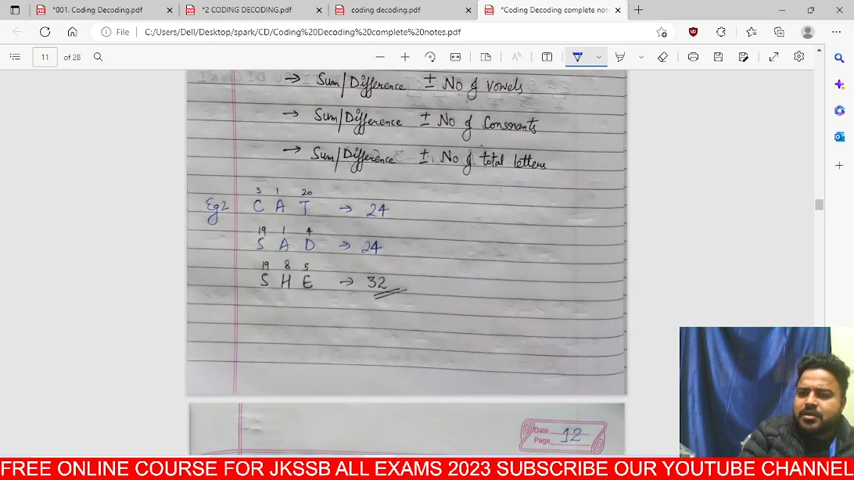 *001. Coding Decoding.pdf
*2 CODING DECODING.pdf
coding decoding.pdf
*Coding Decoding complete no
File
C:/Users/Dell/Desktop/spark/CD/Coding%20Decoding%20complete%20notes.pdf
11 of 28
→ Sum/Difference ± No of vowels
→ Sum/Difference ± No of Consonants
→ Sum/Difference ± No of total letters
3 1 20
Eg2 C A T → 24
19 1 4
S A D → 24
19 8 5
S H E → 32
Date 12
Page
FREE ONLINE COURSE FOR JKSSB ALL EXAMS 2023 SUBSCRIBE OUR YOUTUBE CHANNEL